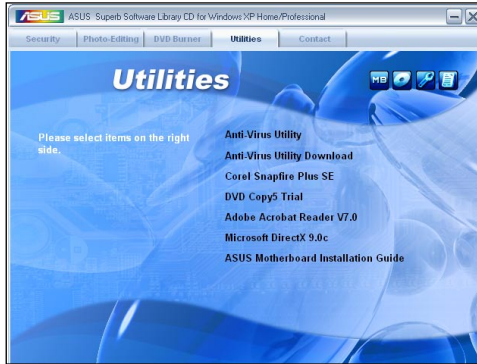 ASUS ASUS Superb Software Library CD for Windows XP Home/Professional
Security Photo-Editing DVD Burner Utilities Contact
Utilities
MB
Please select items on the right
side.
Anti-Virus Utility
Anti-Virus Utility Download
Corel Snapfire Plus SE
DVD Copy5 Trial
Adobe Acrobat Reader V7.0
Microsoft DirectX 9.0c
ASUS Motherboard Installation Guide